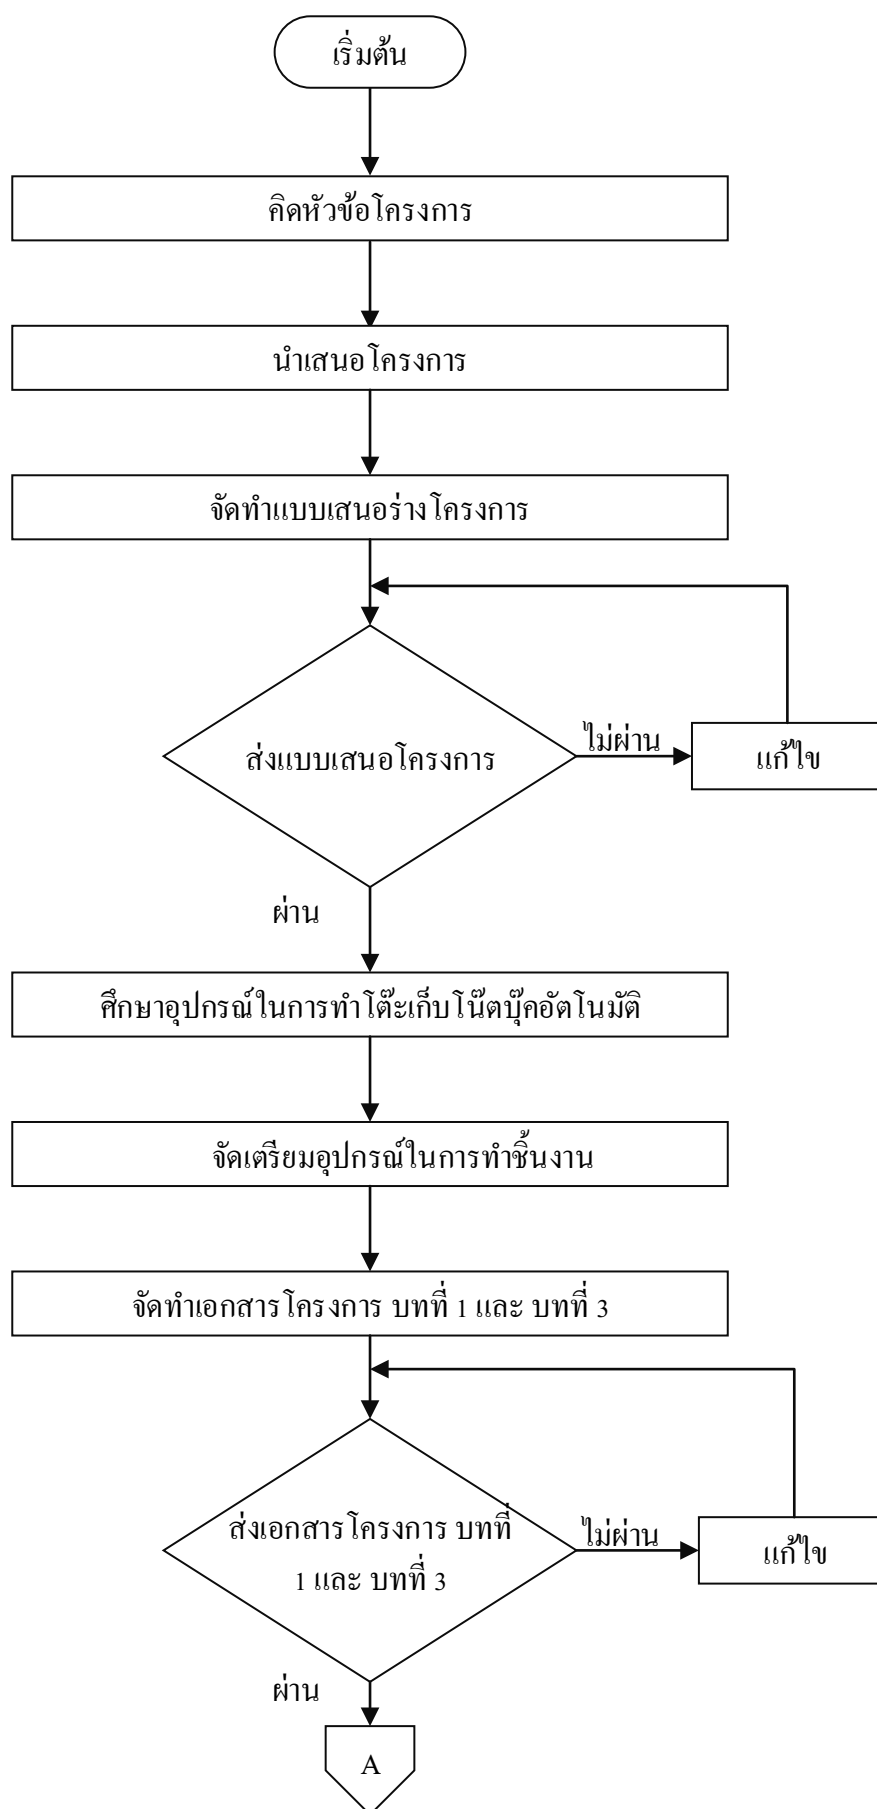 เริ่มต้น
คิดหัวข้อโครงการ
นำเสนอโครงการ
จัดทำแบบเสนอร่างโครงการ
ส่งแบบเสนอโครงการ
ไม่ผ่าน
แก้ไข
ผ่าน
ศึกษาอุปกรณ์ในการทำโต๊ะเก็บโน๊ตบุ๊คอัตโนมัติ
จัดเตรียมอุปกรณ์ในการทำชิ้นงาน
จัดทำเอกสารโครงการ บทที่ 1 และ บทที่ 3
ส่งเอกสารโครงการ บทที่
1 และ บทที่ 3
ไม่ผ่าน
แก้ไข
ผ่าน
A